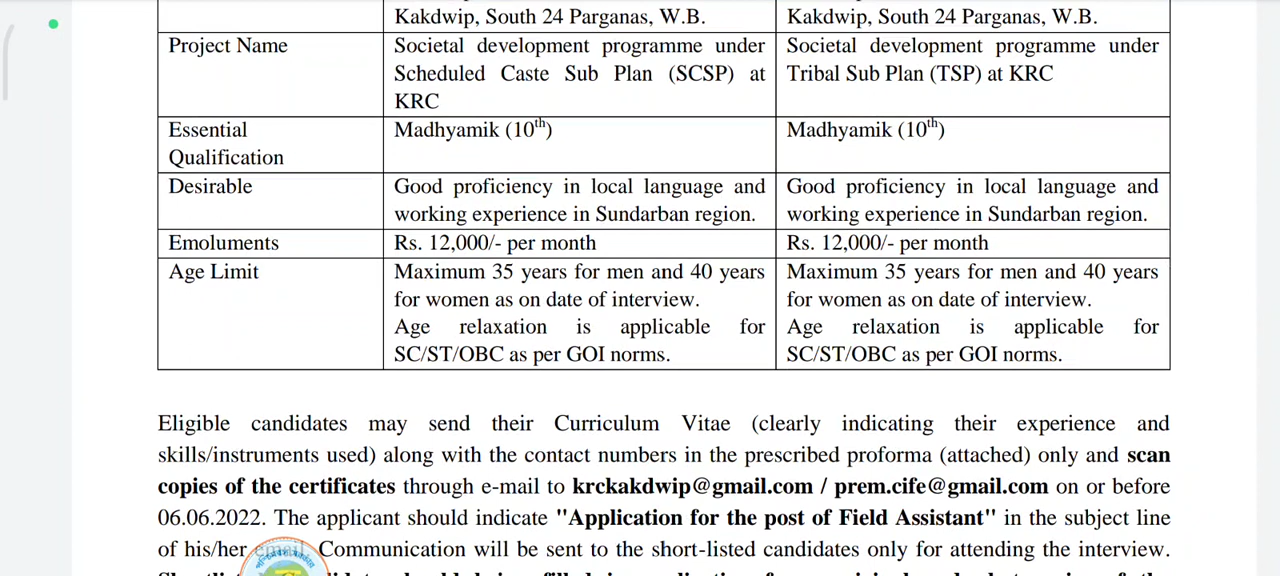 Kakdwip, South 24 Parganas, W.B. Kakdwip, South 24 Parganas, W.B.
Project Name Societal development programme under Societal development programme under
Scheduled Caste Sub Plan (SCSP) at Tribal Sub Plan (TSP) at KRC
KRC
Essential Madhyamik (10th) Madhyamik (10th)
Qualification
Desirable Good proficiency in local language and Good proficiency in local language and
working experience in Sundarban region. working experience in Sundarban region.
Emoluments Rs. 12,000/- per month Rs. 12,000/- per month
Age Limit Maximum 35 years for men and 40 years Maximum 35 years for men and 40 years
for women as on date of interview. for women as on date of interview.
Age relaxation is applicable for Age relaxation is applicable for
SC/ST/OBC as per GOI norms. SC/ST/OBC as per GOI norms.
Eligible candidates may send their Curriculum Vitae (clearly indicating their experience and
skills/instruments used) along with the contact numbers in the prescribed proforma (attached) only and scan
copies of the certificates through e-mail to krckakdwip@gmail.com / prem.cife@gmail.com on or before
06.06.2022. The applicant should indicate "Application for the post of Field Assistant" in the subject line
of his/her email. Communication will be sent to the short-listed candidates only for attending the interview.